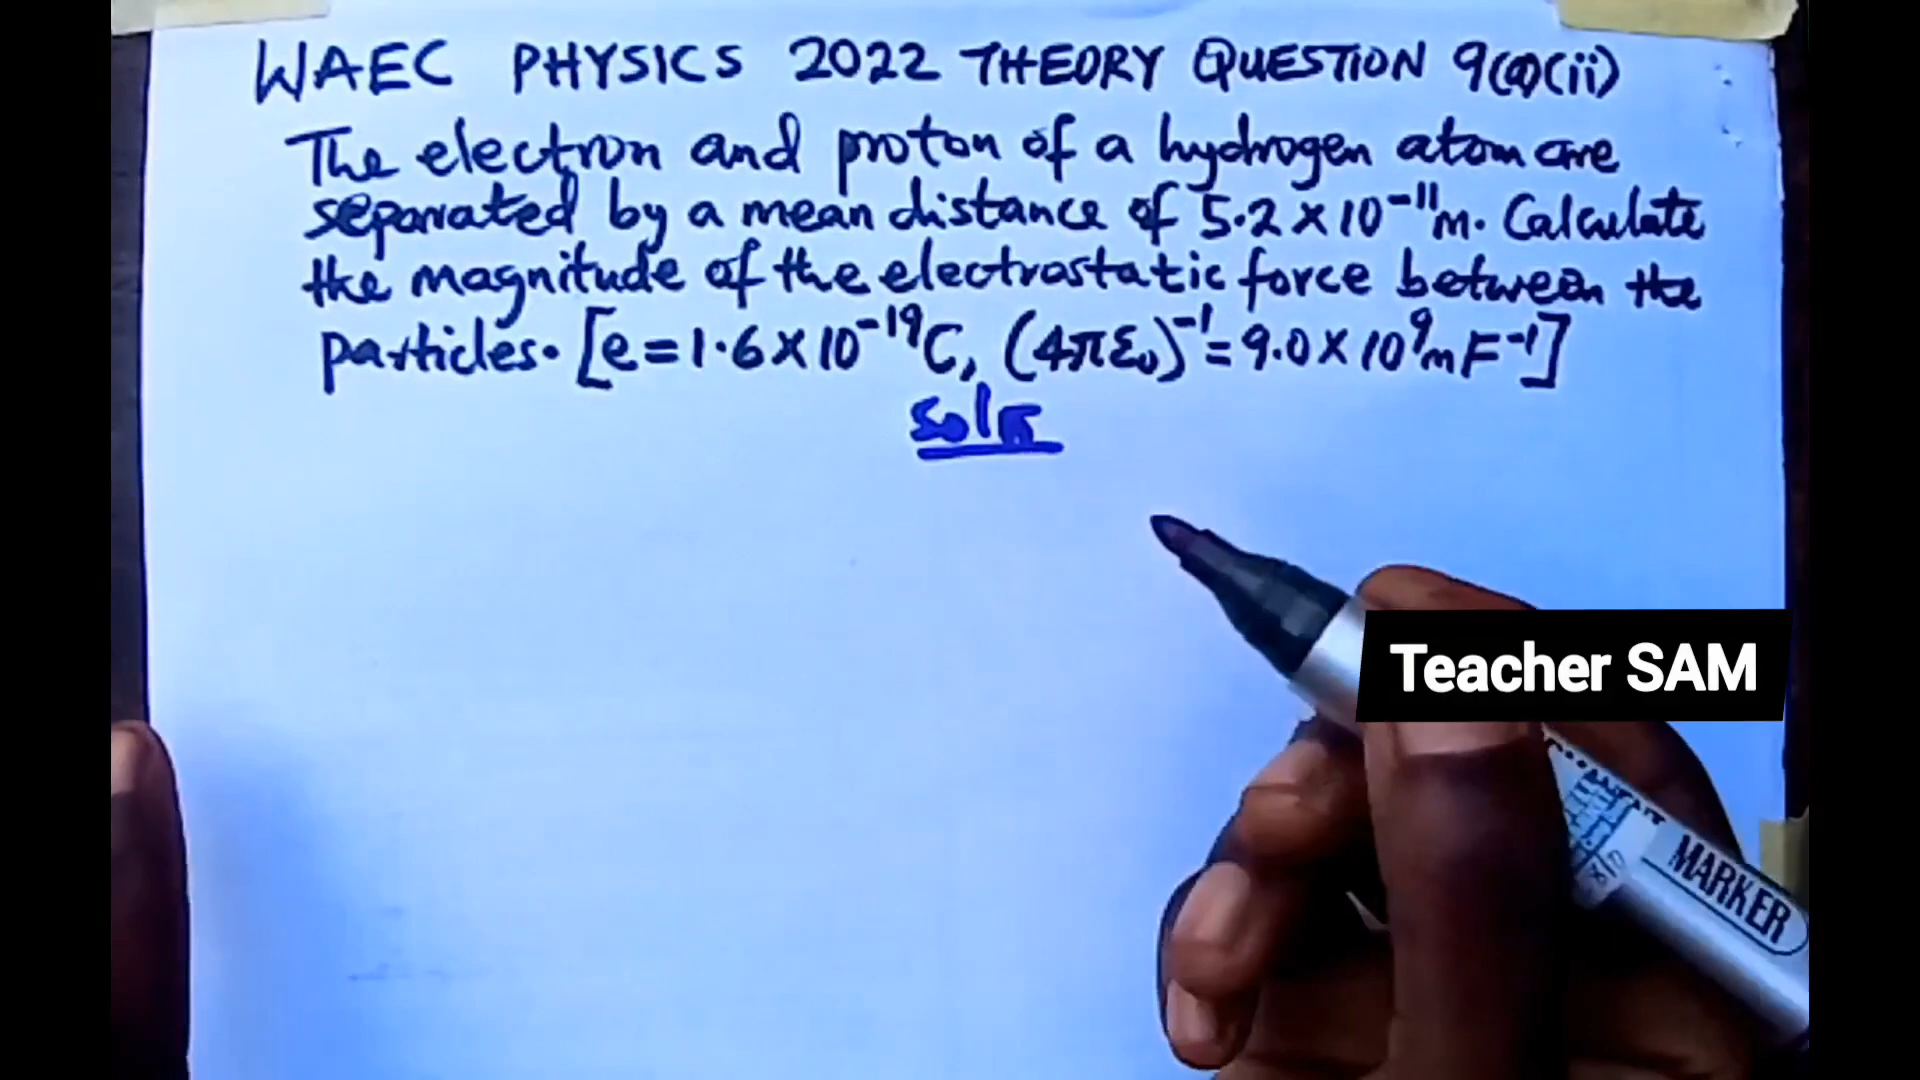 WAEC PHYSICS 2022 THEORY QUESTION 9(a)(ii)
The electron and proton of a hydrogen atom are
separated by a mean distance of 5.2 × 10⁻¹¹m. Calculate
the magnitude of the electrostatic force between the
particles. [e = 1.6 × 10⁻¹⁹C, (4πε₀)⁻¹ = 9.0 × 10⁹mF⁻¹]
Soln
Teacher SAM
MARKER